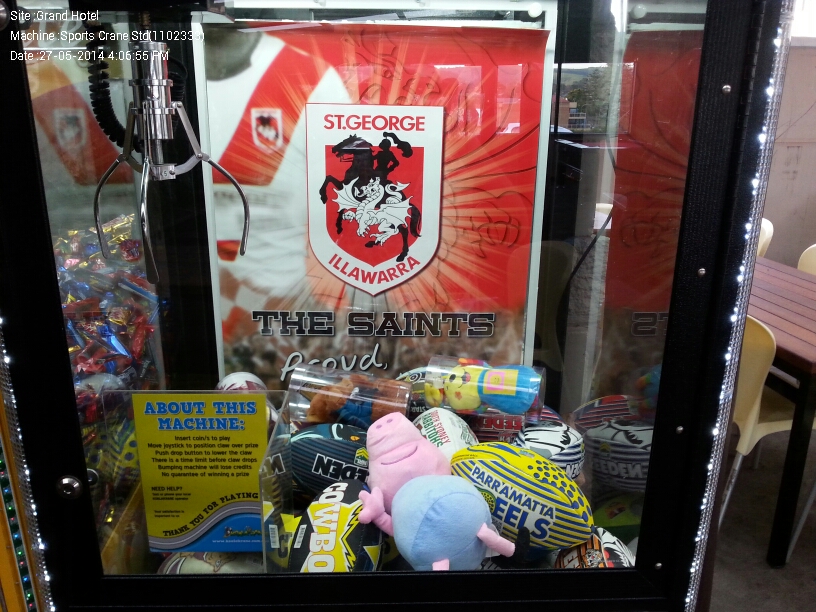 Site :Grand Hotel
Machine :Sports Crane Std(110233)
Date :27-05-2014 4:06:55 PM
ST.GEORGE
ILLAWARRA
THE SAINTS
Proud,
ABOUT THIS
MACHINE:
Insert coin/s to play
Move joystick to position claw over prize
Push drop button to lower the claw
There is a time limit before claw drops
Bumping machine will lose credits
No guarantee of winning a prize
NEED HELP?
THANK YOU FOR PLAYING
PARRAMATTA
EELS
COWBO